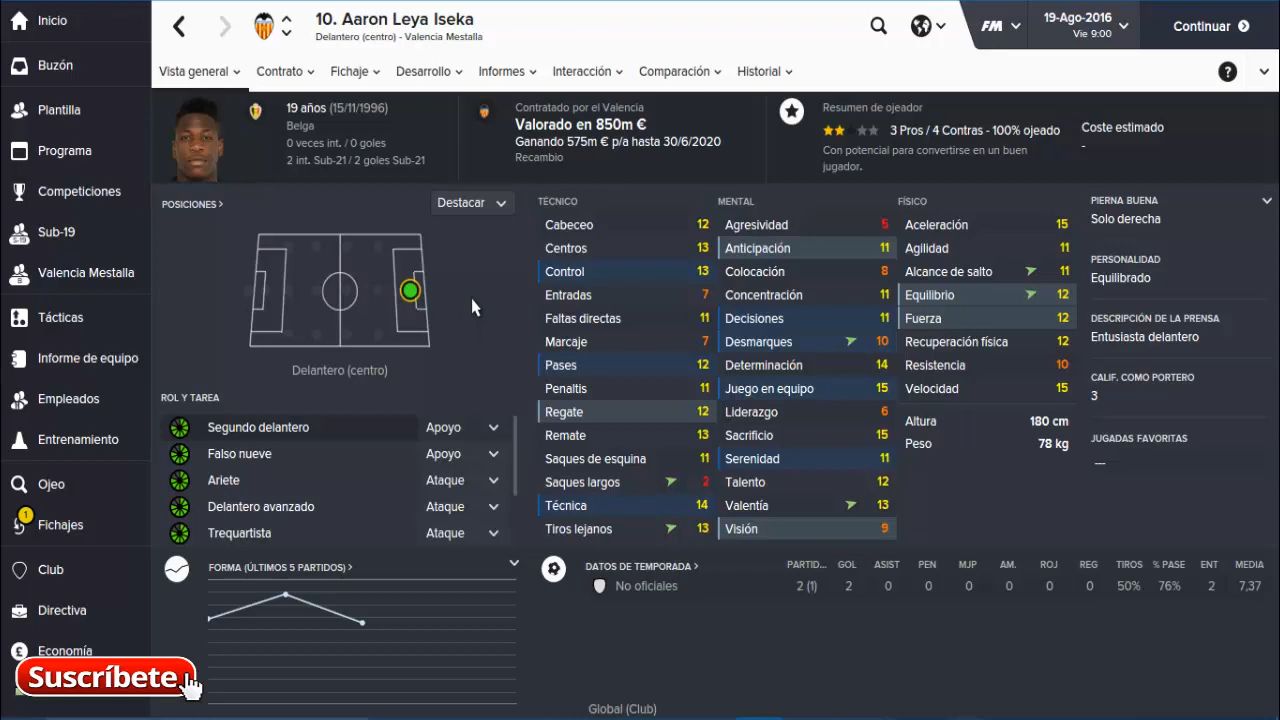 Inicio
Buzón
Plantilla
Programa
Competiciones
S-19
Sub-19
B
Valencia Mestalla
Tácticas
Informe de equipo
Empleados
Entrenamiento
Ojeo
1
Fichajes
Club
Directiva
£
Economía
Suscríbete
10. Aaron Leya Iseka
Delantero (centro) - Valencia Mestalla
FM
19-Ago-2016
Vie 9:00
Continuar
Vista general
Contrato
Fichaje
Desarrollo
Informes
Interacción
Comparación
Historial
?
19 años (15/11/1996)
Belga
0 veces int. / 0 goles
2 int. Sub-21 / 2 goles Sub-21
Contratado por el Valencia
Valorado en 850m €
Ganando 575m € p/a hasta 30/6/2020
Recambio
Resumen de ojeador
3 Pros / 4 Contras - 100% ojeado
Con potencial para convertirse en un buen
jugador.
Coste estimado
-
POSICIONES >
Destacar
Delantero (centro)
ROL Y TAREA
Segundo delantero Apoyo
Falso nueve Apoyo
Ariete Ataque
Delantero avanzado Ataque
Trequartista Ataque
TÉCNICO
Cabeceo 12
Centros 13
Control 13
Entradas 7
Faltas directas 11
Marcaje 7
Pases 12
Penaltis 11
Regate 12
Remate 13
Saques de esquina 11
Saques largos 2
Técnica 14
Tiros lejanos 13
MENTAL
Agresividad 5
Anticipación 11
Colocación 8
Concentración 11
Decisiones 11
Desmarques 10
Determinación 14
Juego en equipo 15
Liderazgo 6
Sacrificio 15
Serenidad 11
Talento 12
Valentía 13
Visión 9
FÍSICO
Aceleración 15
Agilidad 11
Alcance de salto 11
Equilibrio 12
Fuerza 12
Recuperación física 12
Resistencia 10
Velocidad 15
Altura 180 cm
Peso 78 kg
PIERNA BUENA
Solo derecha
PERSONALIDAD
Equilibrado
DESCRIPCIÓN DE LA PRENSA
Entusiasta delantero
CALIF. COMO PORTERO
3
JUGADAS FAVORITAS
---
FORMA (ÚLTIMOS 5 PARTIDOS) >
DATOS DE TEMPORADA > PARTID... GOL ASIST PEN MJP AM. ROJ REG TIROS % PASE ENT MEDIA
No oficiales 2 (1) 2 0 0 0 0 0 0 50% 76% 2 7,37
Global (Club)